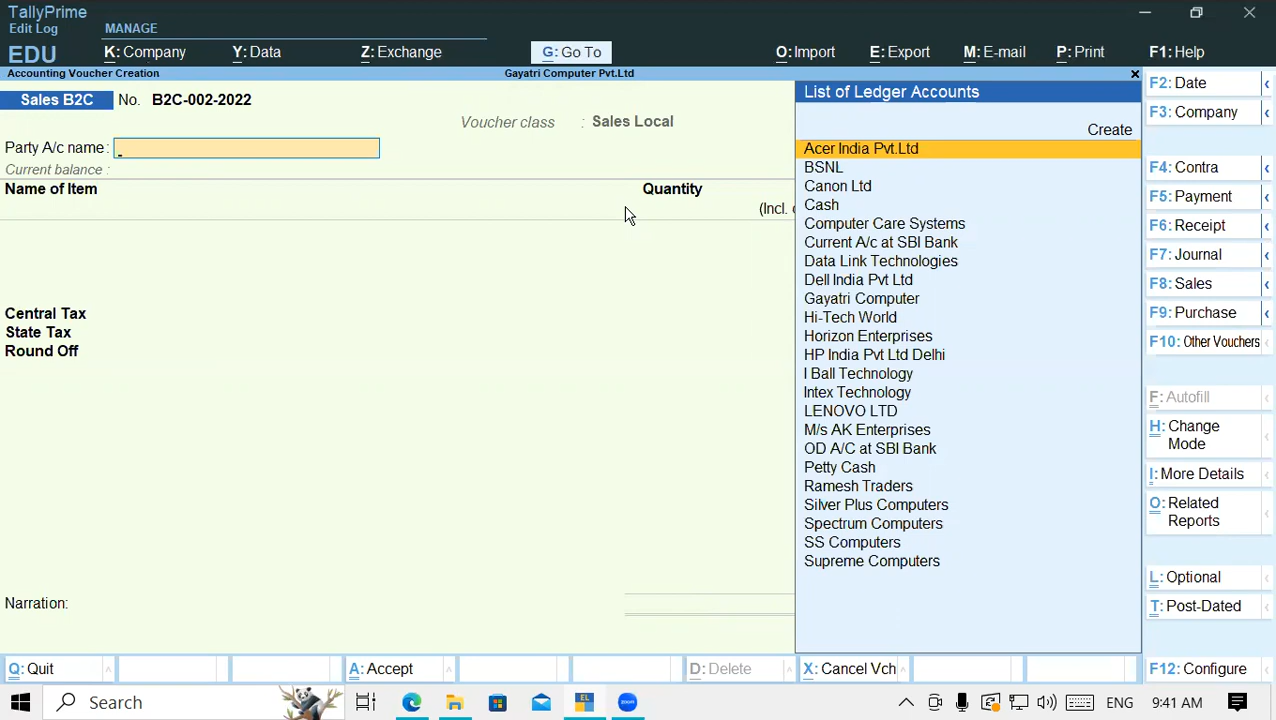 TallyPrime
Edit Log
MANAGE
EDU
K: Company
Y: Data
Z: Exchange
G: Go To
O: Import
E: Export
M: E-mail
P: Print
F1: Help
Accounting Voucher Creation
Gayatri Computer Pvt.Ltd
Sales B2C
No. B2C-002-2022
Voucher class : Sales Local
Party A/c name :
Current balance :
Name of Item
Quantity
(Incl.
Central Tax
State Tax
Round Off
Narration:
List of Ledger Accounts
Create
Acer India Pvt.Ltd
BSNL
Canon Ltd
Cash
Computer Care Systems
Current A/c at SBI Bank
Data Link Technologies
Dell India Pvt Ltd
Gayatri Computer
Hi-Tech World
Horizon Enterprises
HP India Pvt Ltd Delhi
I Ball Technology
Intex Technology
LENOVO LTD
M/s AK Enterprises
OD A/C at SBI Bank
Petty Cash
Ramesh Traders
Silver Plus Computers
Spectrum Computers
SS Computers
Supreme Computers
F2: Date
F3: Company
F4: Contra
F5: Payment
F6: Receipt
F7: Journal
F8: Sales
F9: Purchase
F10: Other Vouchers
F: Autofill
H: Change
Mode
I: More Details
O: Related
Reports
L: Optional
T: Post-Dated
Q: Quit
A: Accept
D: Delete
X: Cancel Vch
F12: Configure
Search
ENG
9:41 AM